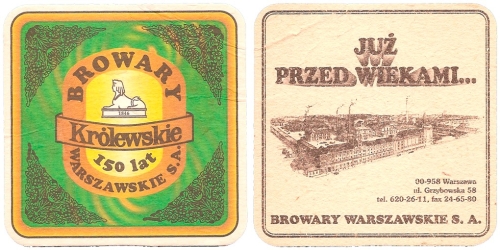 BROWARY
1846
Królewskie
150 lat
WARSZAWSKIE S.A.
JUŻ
PRZED WIEKAMI...
00-958 Warszawa
ul. Grzybowska 58
tel. 620-26-11, fax 24-65-80
BROWARY WARSZAWSKIE S. A.